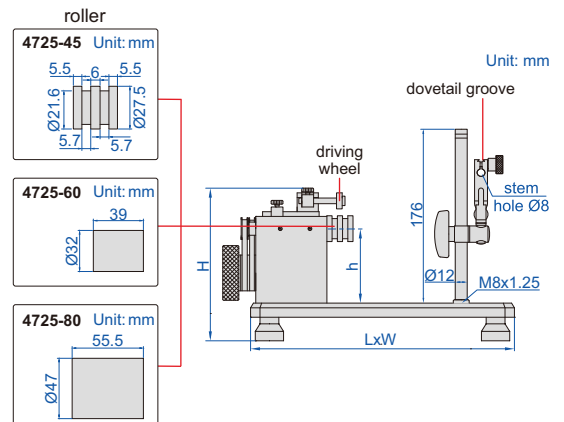 roller
4725-45 Unit: mm
5.5 6 5.5
Ø21.6
Ø27.5
5.7 5.7
4725-60 Unit: mm
39
Ø32
4725-80 Unit: mm
55.5
Ø47
Unit: mm
dovetail groove
driving
wheel
stem
hole Ø8
176
H
h
Ø12
M8x1.25
LxW